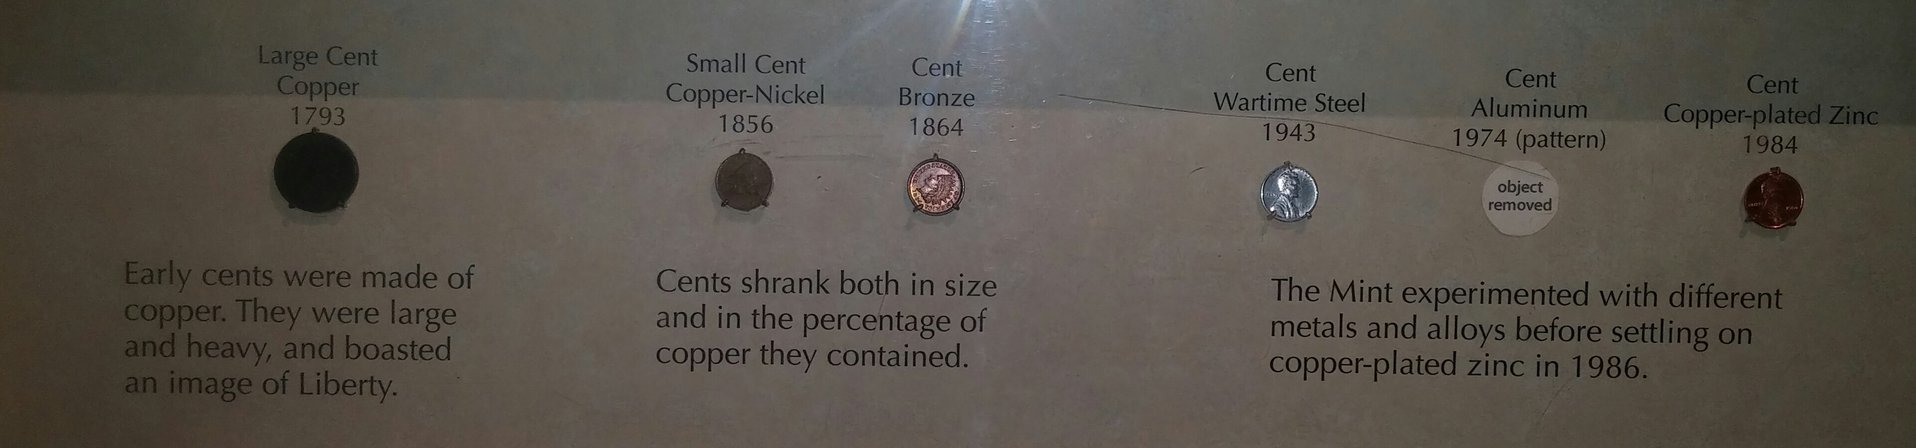 Large Cent
Copper
1793
Small Cent
Copper-Nickel
1856
Cent
Bronze
1864
Cent
Wartime Steel
1943
Cent
Aluminum
1974 (pattern)
object
removed
Cent
Copper-plated Zinc
1984
Early cents were made of
copper. They were large
and heavy, and boasted
an image of Liberty.
Cents shrank both in size
and in the percentage of
copper they contained.
The Mint experimented with different
metals and alloys before settling on
copper-plated zinc in 1986.